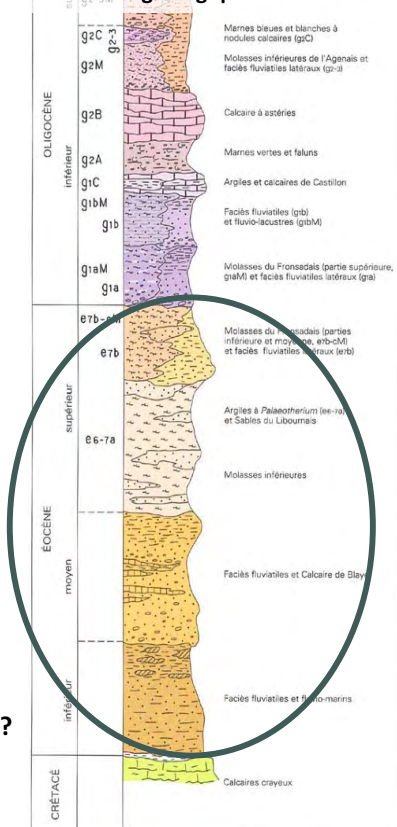 g2C
g2-3
Marnes bleues et blanches à
nodules calcaires (g2C)
g2M
Molasses inférieures de l'Agenais et
faciès fluviatiles latéraux (g2-3)
OLIGOCÈNE
inférieur
g2B
Calcaire à astéries
g2A
Marnes vertes et faluns
g1C
Argiles et calcaires de Castillon
g1bM
g1b
Faciès fluviatiles (g1b)
et fluvio-lacustres (g1bM)
g1aM
g1a
Molasses du Fronsadais (partie supérieure,
g1aM) et faciès fluviatiles latéraux (g1a)
e7b-cM
e7b
Molasses du Fronsadais (parties
inférieure et moyenne, e7b-cM)
et faciès fluviatiles latéraux (e7b)
ÉOCÈNE
supérieur
e6-7a
Argiles à Palaeotherium (e6-7a)
et Sables du Libournais
Molasses inférieures
moyen
Faciès fluviatiles et Calcaire de Blaye
inférieur
Faciès fluviatiles et fluvio-marins
?
CRÉTACÉ
Calcaires crayeux